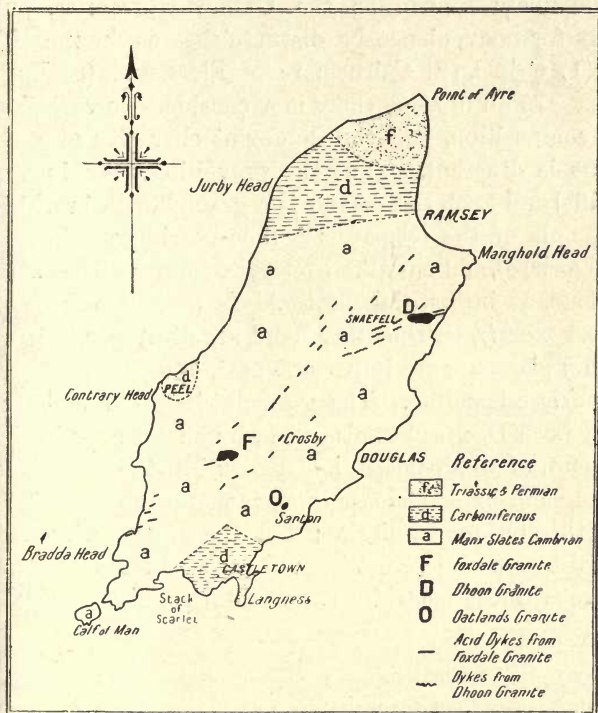 Point of Ayre
f
Jurby Head
d
RAMSEY
a
a
a
Manghold Head
a
D
SNAEFELL
a
a
d
PEEL
Contrary Head
a
a
F
Crosby
a
DOUGLAS
a
O
Santon
Bradda Head
a
d
CASTLETOWN
Stack
of
Scarlet
Langness
a
Calf of Man
Reference
f Triassic & Permian
d Carboniferous
a Manx Slates Cambrian
F Foxdale Granite
D Dhoon Granite
O Oatlands Granite
Acid Dykes from
Foxdale Granite
Dykes from
Dhoon Granite